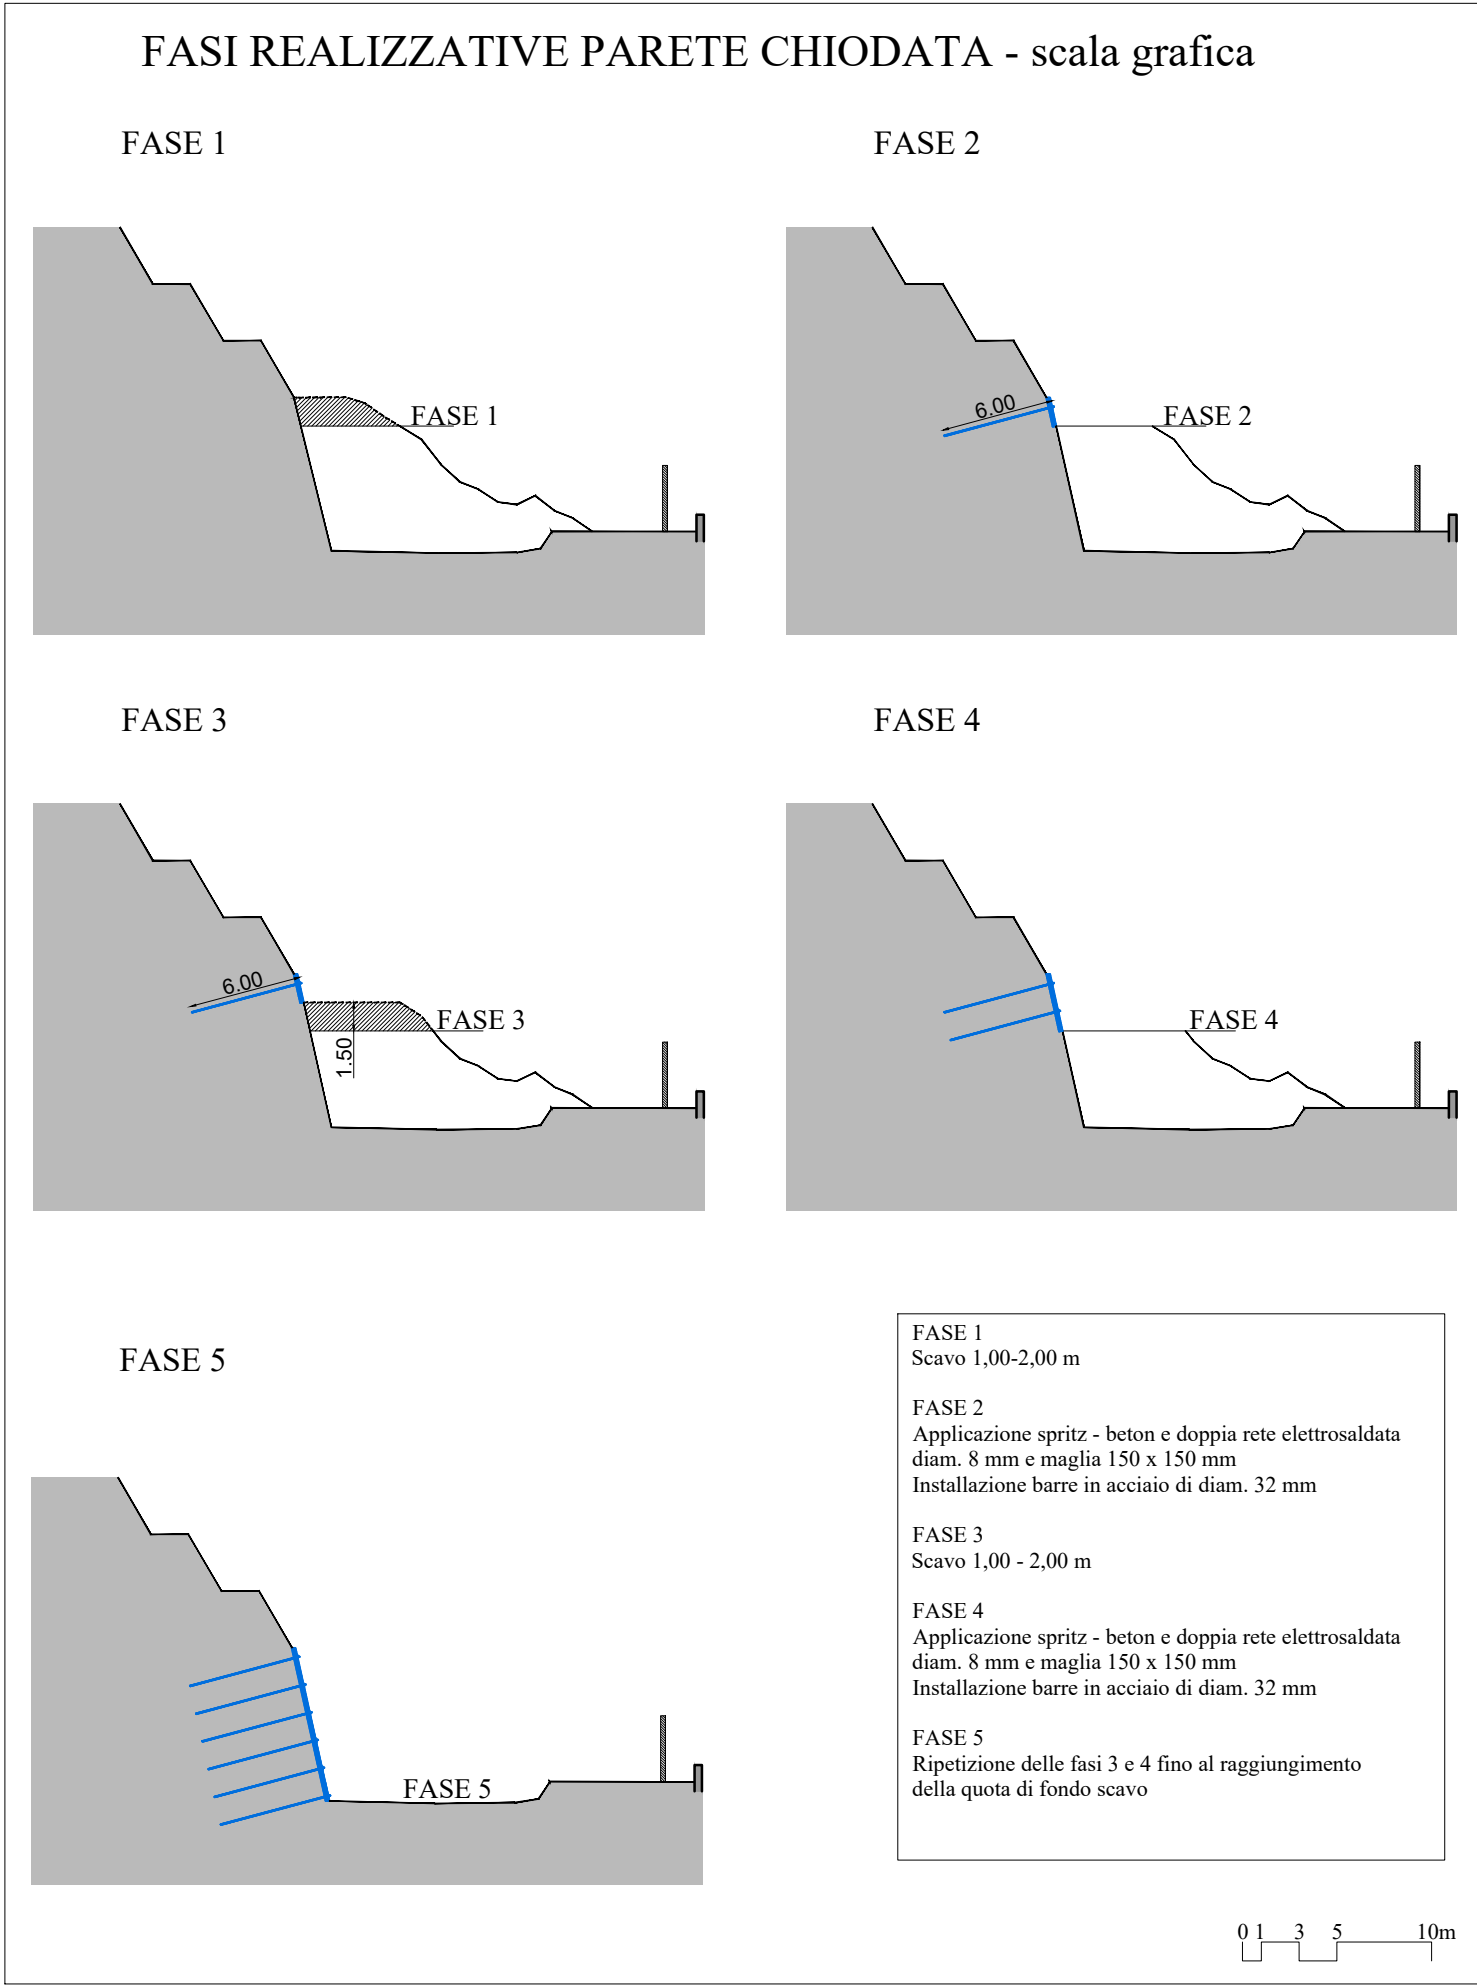 FASI REALIZZATIVE PARETE CHIODATA - scala grafica
FASE 1
FASE 2
FASE 1
6.00
FASE 2
FASE 3
FASE 4
6.00
FASE 3
1.50
FASE 4
FASE 5
FASE 5
FASE 1
Scavo 1,00-2,00 m
FASE 2
Applicazione spritz - beton e doppia rete elettrosaldata
diam. 8 mm e maglia 150 x 150 mm
Installazione barre in acciaio di diam. 32 mm
FASE 3
Scavo 1,00 - 2,00 m
FASE 4
Applicazione spritz - beton e doppia rete elettrosaldata
diam. 8 mm e maglia 150 x 150 mm
Installazione barre in acciaio di diam. 32 mm
FASE 5
Ripetizione delle fasi 3 e 4 fino al raggiungimento
della quota di fondo scavo
0 1 3 5 10m